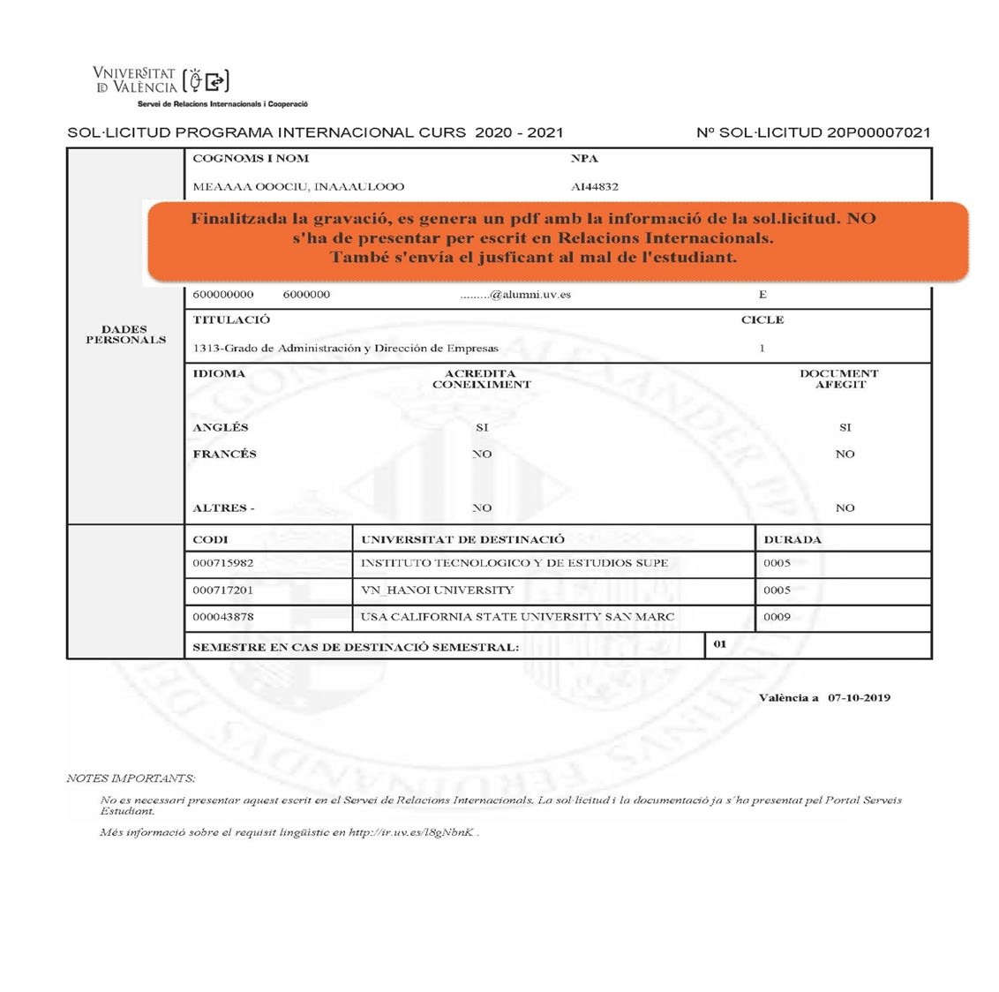 VNIVERSITAT
DE VALÈNCIA
Servei de Relacions Internacionals i Cooperació
SOL·LICITUD PROGRAMA INTERNACIONAL CURS 2020 - 2021 Nº SOL·LICITUD 20P00007021
COGNOMS I NOM NPA
MEAAAA OOOCIU, INAAAULOOO AI44832
Finalitzada la gravació, es genera un pdf amb la informació de la sol.licitud. NO
s'ha de presentar per escrit en Relacions Internacionals.
També s'envía el jusficant al mal de l'estudiant.
600000000 6000000 .........@alumni.uv.es E
DADES
PERSONALS
TITULACIÓ CICLE
1313-Grado de Administración y Dirección de Empresas 1
IDIOMA ACREDITA DOCUMENT
CONEIXIMENT AFEGIT
ANGLÉS SI SI
FRANCÉS NO NO
ALTRES - NO NO
CODI UNIVERSITAT DE DESTINACIÓ DURADA
000715982 INSTITUTO TECNOLOGICO Y DE ESTUDIOS SUPE 0005
000717201 VN_HANOI UNIVERSITY 0005
000043878 USA CALIFORNIA STATE UNIVERSITY SAN MARC 0009
SEMESTRE EN CAS DE DESTINACIÓ SEMESTRAL: 01
València a 07-10-2019
NOTES IMPORTANTS:
No es necessari presentar aquest escrit en el Servei de Relacions Internacionals. La sol·licitud i la documentació ja s´ha presentat pel Portal Serveis
Estudiant.
Més informació sobre el requisit lingüístic en http://ir.uv.es/l8gNbnK .